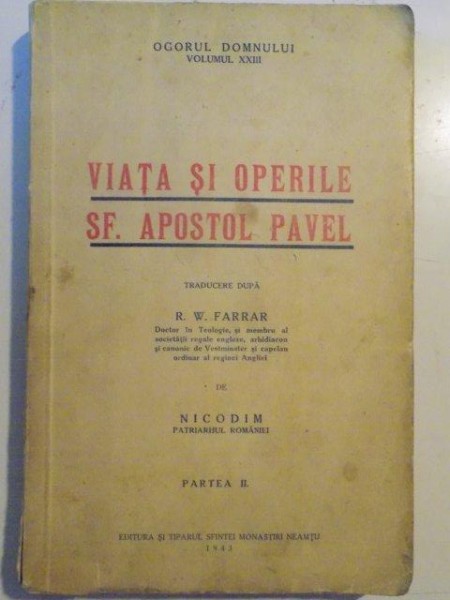 OGORUL DOMNULUI
VOLUMUL XXIII
VIAȚA ȘI OPERILE
SF. APOSTOL PAVEL
TRADUCERE DUPĂ
R. W. FARRAR
Doctor în Teologie, și membru al
societății regale engleze, arhidiacon
și canonic de Vestminster și capelan
ordinar al reginei Angliei
DE
NICODIM
PATRIARHUL ROMÂNIEI
PARTEA II.
EDITURA ȘI TIPARUL SFINTEI MONASTIRI NEAMȚU